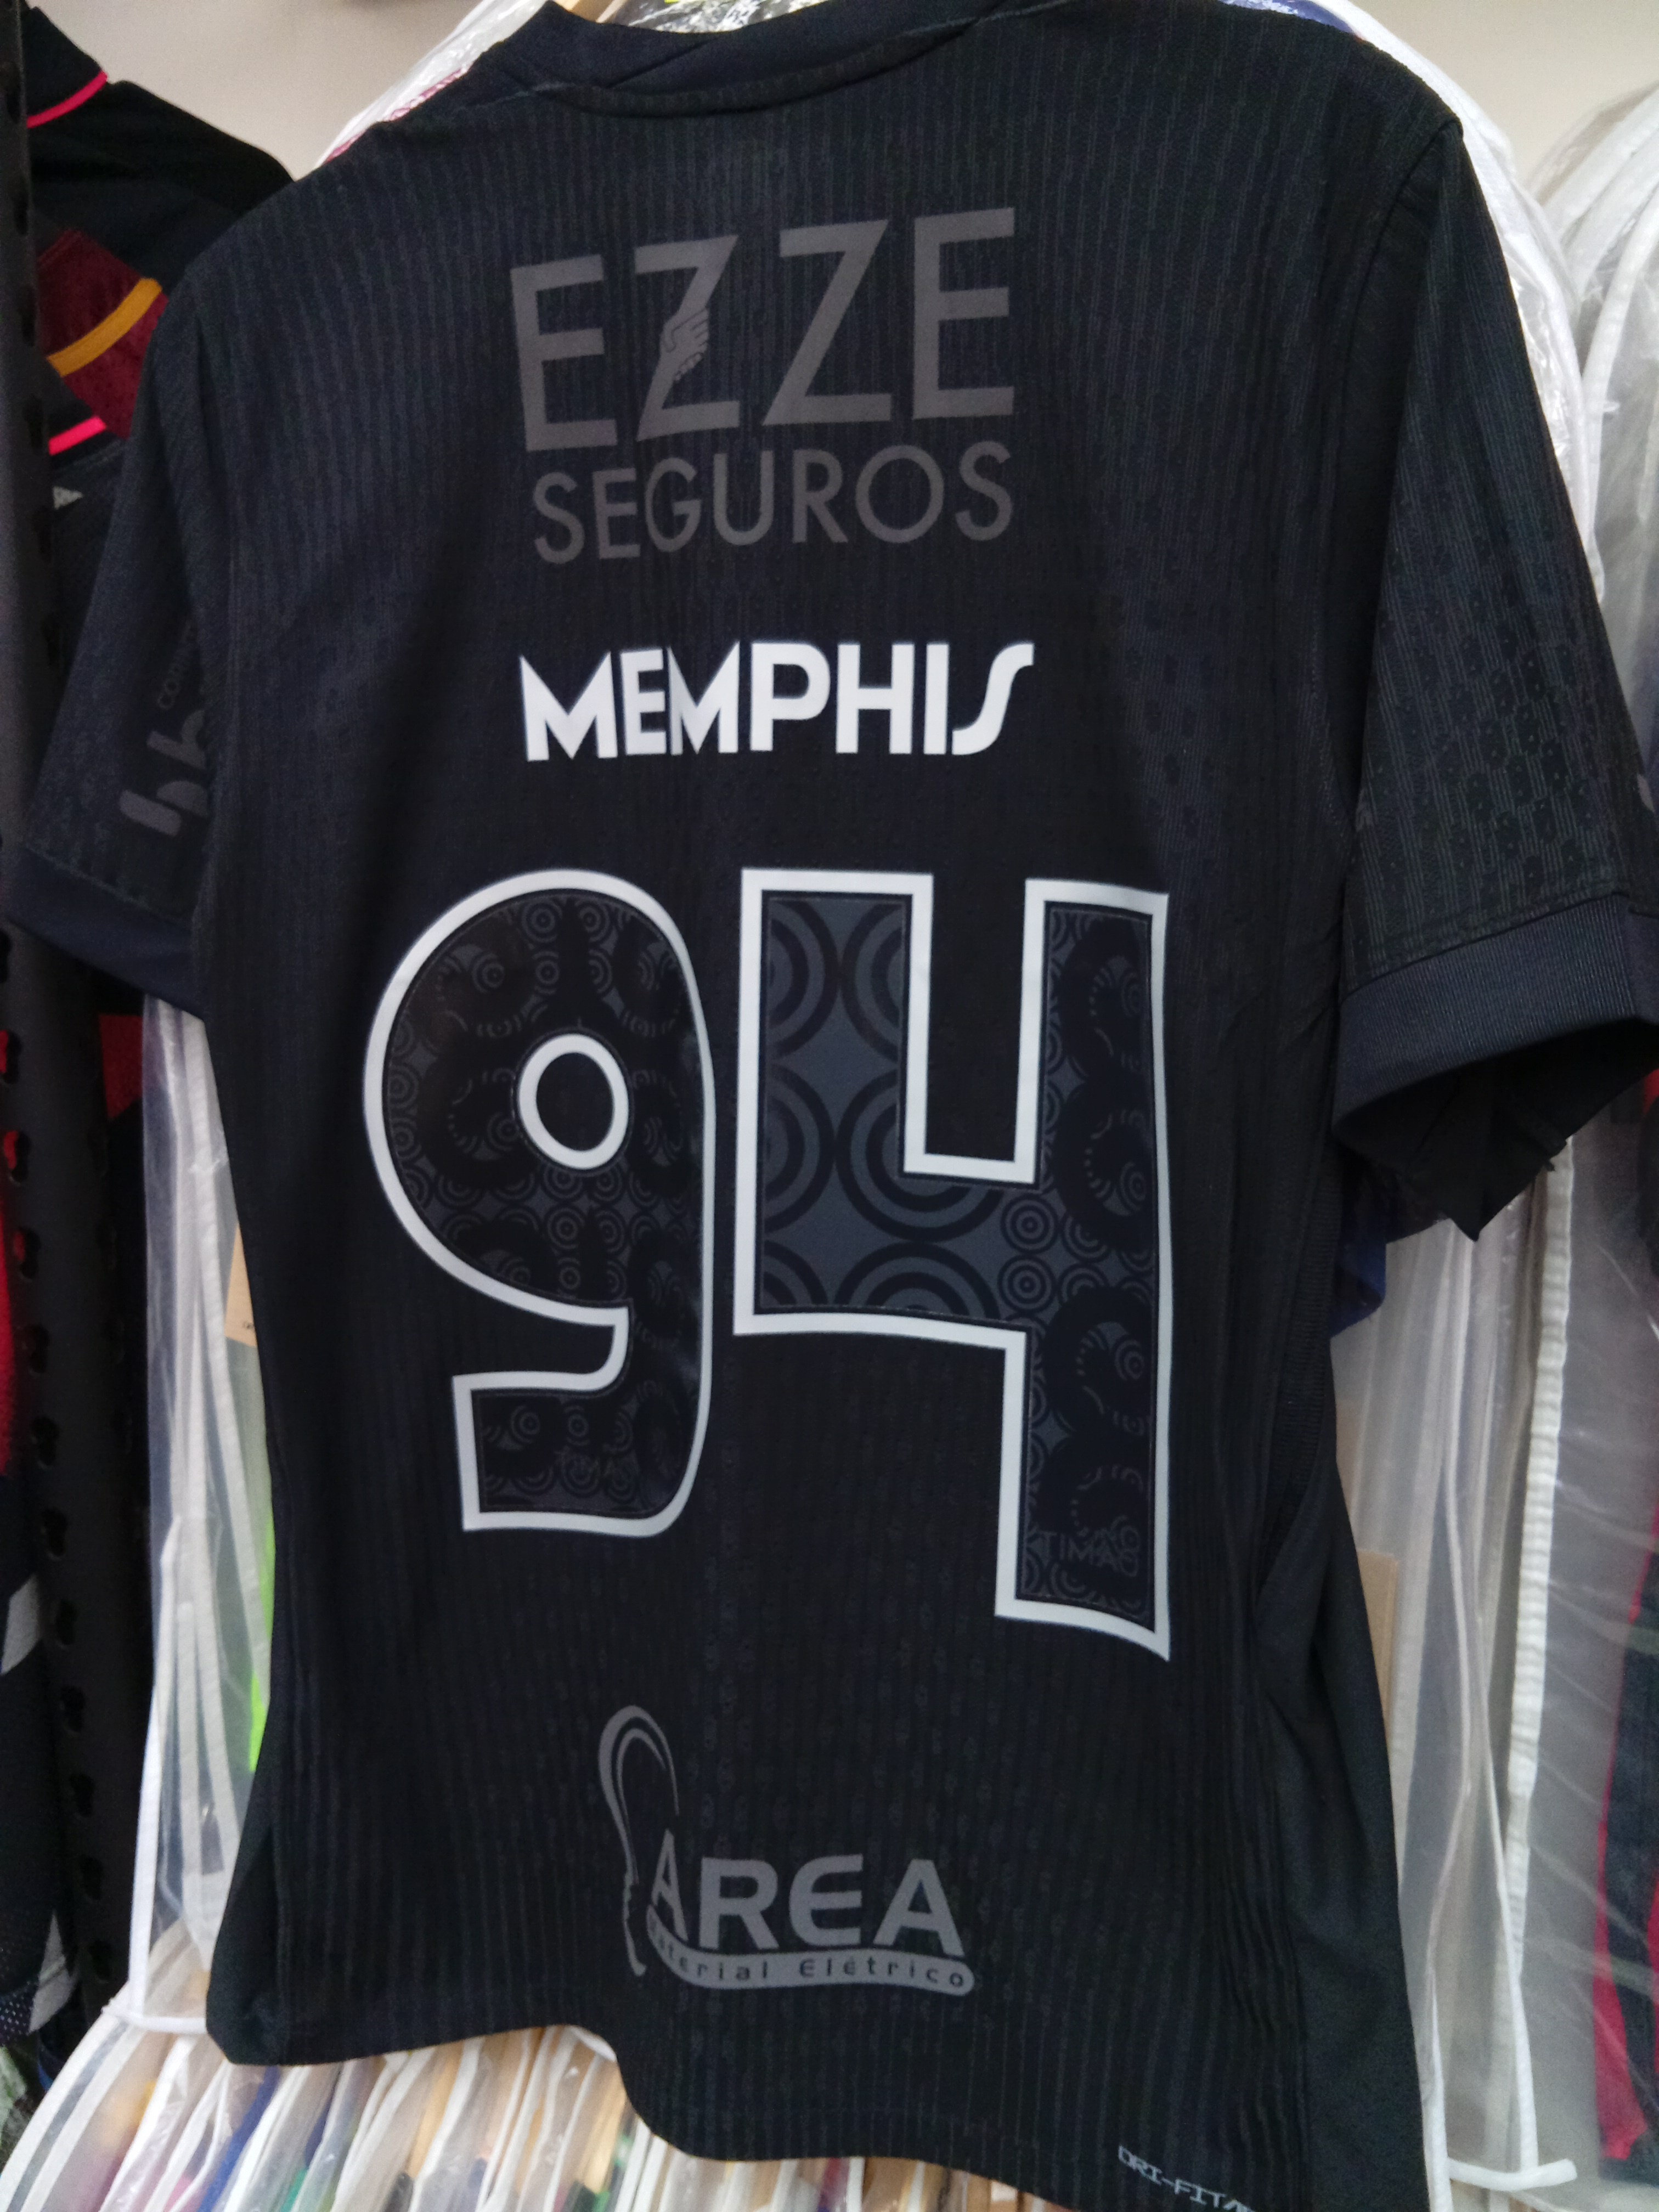 EZZE
SEGUROS
MEMPHIS
94
TIMÃO
AREA
Material Elétrico
DRI-FIT